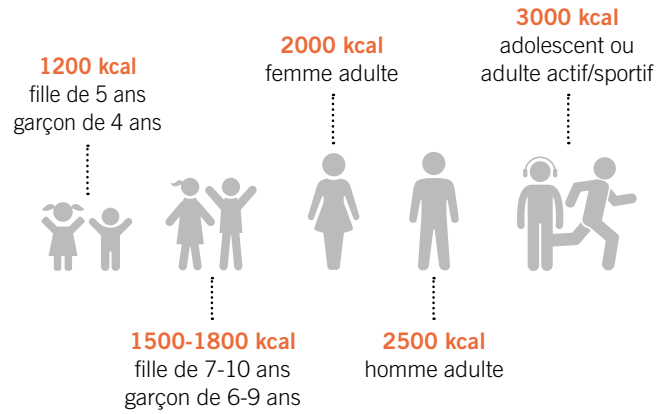 1200 kcal
fille de 5 ans
garçon de 4 ans
1500-1800 kcal
fille de 7-10 ans
garçon de 6-9 ans
2000 kcal
femme adulte
2500 kcal
homme adulte
3000 kcal
adolescent ou
adulte actif/sportif